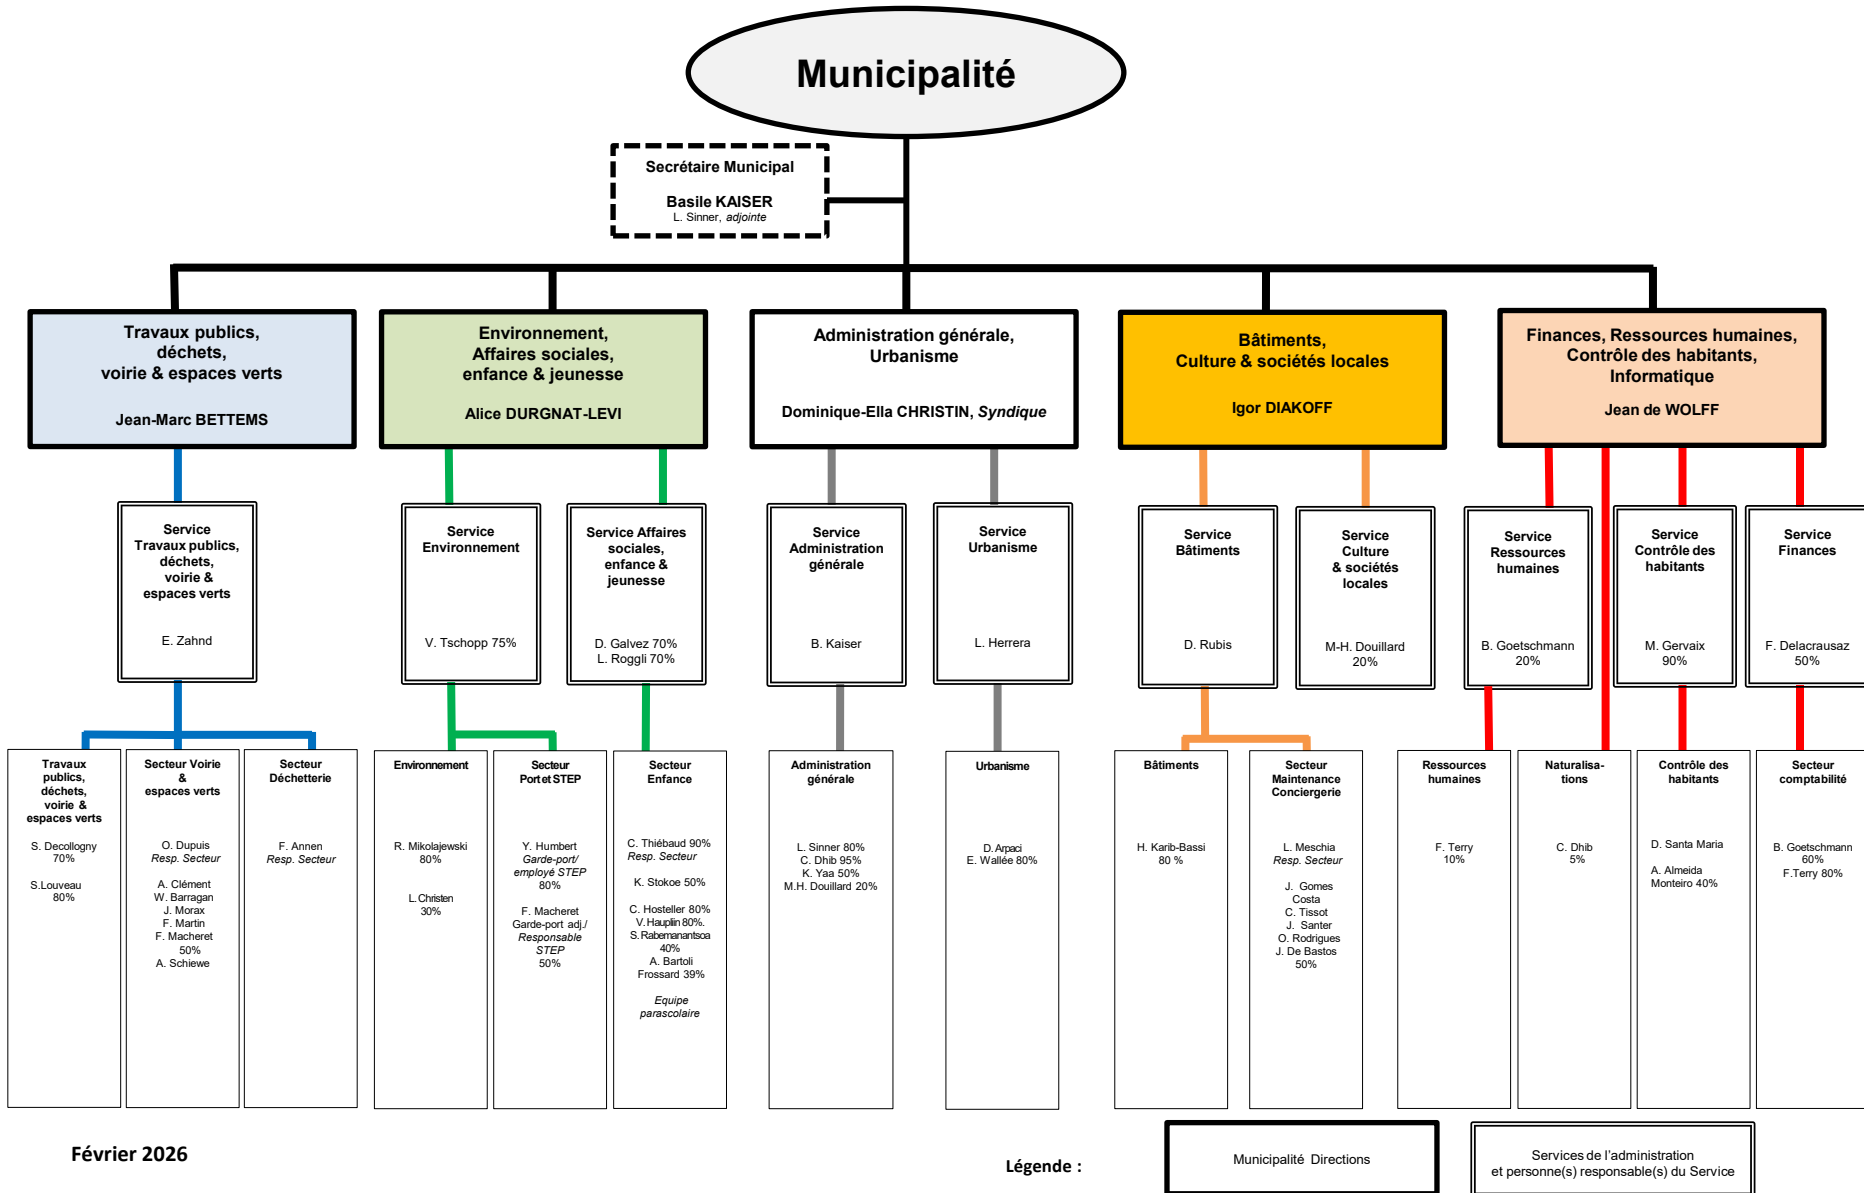 Municipalité
Secrétaire Municipal
Basile KAISER
L. Sinner, adjointe
Travaux publics,
déchets,
voirie & espaces verts
Jean-Marc BETTEMS
Environnement,
Affaires sociales,
enfance & jeunesse
Alice DURGNAT-LEVI
Administration générale,
Urbanisme
Dominique-Ella CHRISTIN, Syndique
Bâtiments,
Culture & sociétés locales
Igor DIAKOFF
Finances, Ressources humaines,
Contrôle des habitants,
Informatique
Jean de WOLFF
Service
Travaux publics,
déchets,
voirie &
espaces verts
E. Zahnd
Service
Environnement
V. Tschopp 75%
Service Affaires
sociales,
enfance &
jeunesse
D. Galvez 70%
L. Roggli 70%
Service
Administration
générale
B. Kaiser
Service
Urbanisme
L. Herrera
Service
Bâtiments
D. Rubis
Service
Culture
& sociétés
locales
M-H. Douillard
20%
Service
Ressources
humaines
B. Goetschmann
20%
Service
Contrôle des
habitants
M. Gervaix
90%
Service
Finances
F. Delacrausaz
50%
Travaux
publics,
déchets,
voirie &
espaces verts
S. Decollogny
70%
S.Louveau
80%
Secteur Voirie
&
espaces verts
O. Dupuis
Resp. Secteur
A. Clément
W. Barragan
J. Morax
F. Martin
F. Macheret
50%
A. Schiewe
Secteur
Déchetterie
F. Annen
Resp. Secteur
Environnement
R. Mikolajewski
80%
L. Christen
30%
Secteur
Port et STEP
Y. Humbert
Garde-port/
employé STEP
80%
F. Macheret
Garde-port adj./
Responsable
STEP
50%
Secteur
Enfance
C. Thiébaud 90%
Resp. Secteur
K. Stokoe 50%
C. Hosteller 80%
V. Hauplin 80%.
S. Rabemanantsoa
40%
A. Bartoli
Frossard 39%
Equipe
parascolaire
Administration
générale
L. Sinner 80%
C. Dhib 95%
K. Yaa 50%
M.H. Douillard 20%
Urbanisme
D. Arpaci
E. Wallée 80%
Bâtiments
H. Karib-Bassi
80 %
Secteur
Maintenance
Conciergerie
L. Meschia
Resp. Secteur
J. Gomes
Costa
C. Tissot
J. Santer
O. Rodrigues
J. De Bastos
50%
Ressources
humaines
F. Terry
10%
Naturalisa-
tions
C. Dhib
5%
Contrôle des
habitants
D. Santa Maria
A. Almeida
Monteiro 40%
Secteur
comptabilité
B. Goetschmann
60%
F.Terry 80%
Février 2026
Légende :
Municipalité Directions
Services de l'administration
et personne(s) responsable(s) du Service